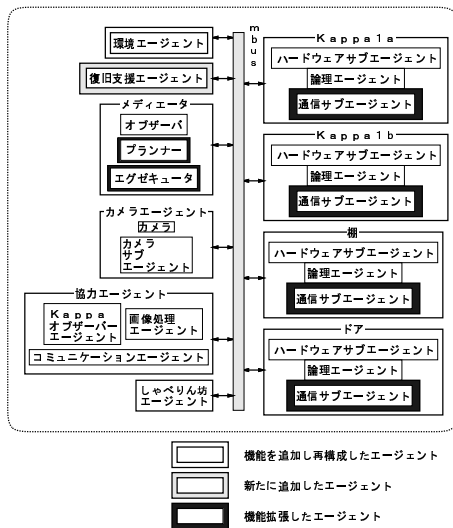 環境エージェント
復旧支援エージェント
メディエータ
オブザーバ
プランナー
エグゼキュータ
カメラエージェント
カメラ
カメラ
サブ
エージェント
協力エージェント
Kappa
オブザーバー
エージェント
画像処理
エージェント
コミュニケーションエージェント
しゃべりん坊
エージェント
mbus
Kappa1a
ハードウェアサブエージェント
論理エージェント
通信サブエージェント
Kappa1b
ハードウェアサブエージェント
論理エージェント
通信サブエージェント
棚
ハードウェアサブエージェント
論理エージェント
通信サブエージェント
ドア
ハードウェアサブエージェント
論理エージェント
通信サブエージェント
機能を追加し再構成したエージェント
新たに追加したエージェント
機能拡張したエージェント